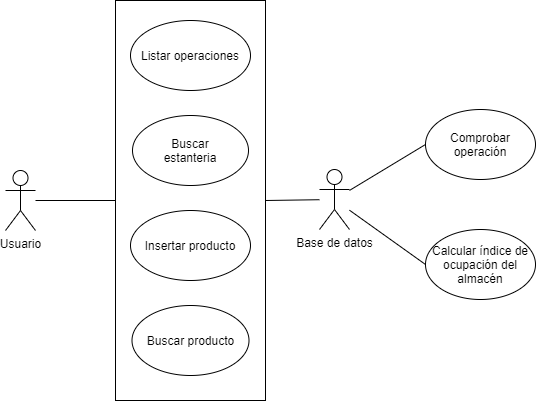 Listar operaciones
Buscar
estanteria
Insertar producto
Buscar producto
Usuario
Base de datos
Comprobar
operación
Calcular índice de
ocupación del
almacén